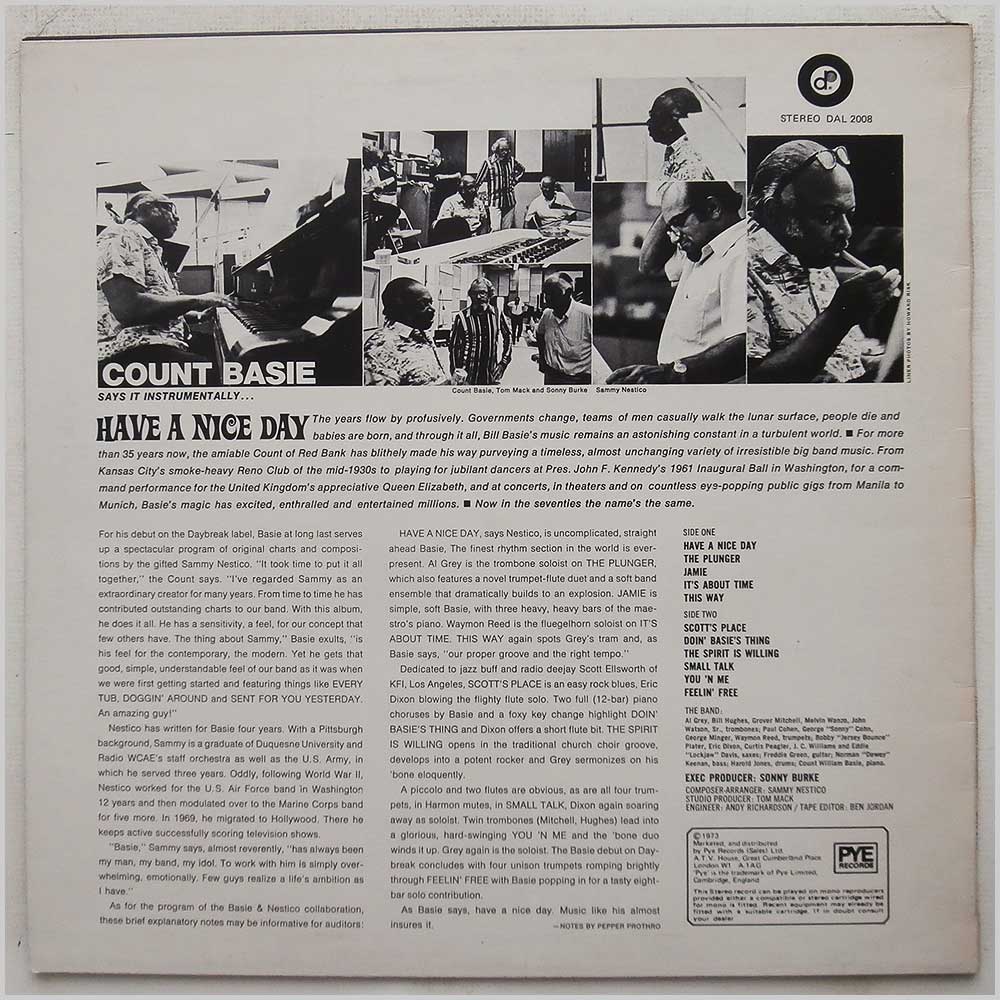 dp
STEREO DAL 2008
LINER PHOTOS BY HOWARD RISK
COUNT BASIE
Count Basie, Tom Mack and Sonny Burke
Sammy Nestico
SAYS IT INSTRUMENTALLY...
HAVE A NICE DAY
The years flow by profusively. Governments change, teams of men casually walk the lunar surface, people die and
babies are born, and through it all, Bill Basie's music remains an astonishing constant in a turbulent world. ■ For more
than 35 years now, the amiable Count of Red Bank has blithely made his way purveying a timeless, almost unchanging variety of irresistible big band music. From
Kansas City's smoke-heavy Reno Club of the mid-1930s to playing for jubilant dancers at Pres. John F. Kennedy's 1961 Inaugural Ball in Washington, for a com-
mand performance for the United Kingdom's appreciative Queen Elizabeth, and at concerts, in theaters and on countless eye-popping public gigs from Manila to
Munich, Basie's magic has excited, enthralled and entertained millions. ■ Now in the seventies the name's the same.
For his debut on the Daybreak label, Basie at long last serves
up a spectacular program of original charts and composi-
tions by the gifted Sammy Nestico. "It took time to put it all
together," the Count says. "I've regarded Sammy as an
extraordinary creator for many years. From time to time he has
contributed outstanding charts to our band. With this album,
he does it all. He has a sensitivity, a feel, for our concept that
few others have. The thing about Sammy," Basie exults, "is
his feel for the contemporary, the modern. Yet he gets that
good, simple, understandable feel of our band as it was when
we were first getting started and featuring things like EVERY
TUB, DOGGIN' AROUND and SENT FOR YOU YESTERDAY.
An amazing guy!"
Nestico has written for Basie four years. With a Pittsburgh
background, Sammy is a graduate of Duquesne University and
Radio WCAE's staff orchestra as well as the U.S. Army, in
which he served three years. Oddly, following World War II,
Nestico worked for the U.S. Air Force band in Washington
12 years and then modulated over to the Marine Corps band
for five more. In 1969, he migrated to Hollywood. There he
keeps active successfully scoring television shows.
"Basie," Sammy says, almost reverently, "has always been
my man, my band, my idol. To work with him is simply over-
whelming, emotionally. Few guys realize a life's ambition as
I have."
As for the program of the Basie & Nestico collaboration,
these brief explanatory notes may be informative for auditors:
HAVE A NICE DAY, says Nestico, is uncomplicated, straight
ahead Basie, The finest rhythm section in the world is ever-
present. Al Grey is the trombone soloist on THE PLUNGER,
which also features a novel trumpet-flute duet and a soft band
ensemble that dramatically builds to an explosion. JAMIE is
simple, soft Basie, with three heavy, heavy bars of the mae-
stro's piano. Waymon Reed is the fluegelhorn soloist on IT'S
ABOUT TIME. THIS WAY again spots Grey's tram and, as
Basie says, "our proper groove and the right tempo."
Dedicated to jazz buff and radio deejay Scott Ellsworth of
KFI, Los Angeles, SCOTT'S PLACE is an easy rock blues, Eric
Dixon blowing the flighty flute solo. Two full (12-bar) piano
choruses by Basie and a foxy key change highlight DOIN'
BASIE'S THING and Dixon offers a short flute bit. THE SPIRIT
IS WILLING opens in the traditional church choir groove,
develops into a potent rocker and Grey sermonizes on his
'bone eloquently.
A piccolo and two flutes are obvious, as are all four trum-
pets, in Harmon mutes, in SMALL TALK, Dixon again soaring
away as soloist. Twin trombones (Mitchell, Hughes) lead into
a glorious, hard-swinging YOU 'N ME and the 'bone duo
winds it up. Grey again is the soloist. The Basie debut on Day-
break concludes with four unison trumpets romping brightly
through FEELIN' FREE with Basie popping in for a tasty eight-
bar solo contribution.
As Basie says, have a nice day. Music like his almost
insures it.
—NOTES BY PEPPER PROTHRO
SIDE ONE
HAVE A NICE DAY
THE PLUNGER
JAMIE
IT'S ABOUT TIME
THIS WAY
SIDE TWO
SCOTT'S PLACE
DOIN' BASIE'S THING
THE SPIRIT IS WILLING
SMALL TALK
YOU 'N ME
FEELIN' FREE
THE BAND:
Al Grey, Bill Hughes, Grover Mitchell, Melvin Wanzo, John
Watson, Sr., trombones; Paul Cohen, George "Sonny" Cohn,
George Minger, Waymon Reed, trumpets; Bobby "Jersey Bounce"
Plater, Eric Dixon, Curtis Peagler, J. C. Williams and Eddie
"Lockjaw" Davis, saxes; Freddie Green, guitar; Norman "Dewey"
Keenan, bass; Harold Jones, drums; Count William Basie, piano.
EXEC PRODUCER: SONNY BURKE
COMPOSER-ARRANGER: SAMMY NESTICO
STUDIO PRODUCER: TOM MACK
ENGINEER: ANDY RICHARDSON / TAPE EDITOR: BEN JORDAN
©1973
Marketed, and distributed
by Pye Records (Sales) Ltd.
A.T.V. House, Great Cumberland Place
London W1 A 1AG
'Pye' is the trademark of Pye Limited,
Cambridge, England
PYE
RECORDS
This Stereo record can be played on mono reproducers
provided either a compatible or stereo cartridge wired
for mono is fitted. Recent equipment may already be
fitted with a suitable cartridge. If in doubt consult
your dealer